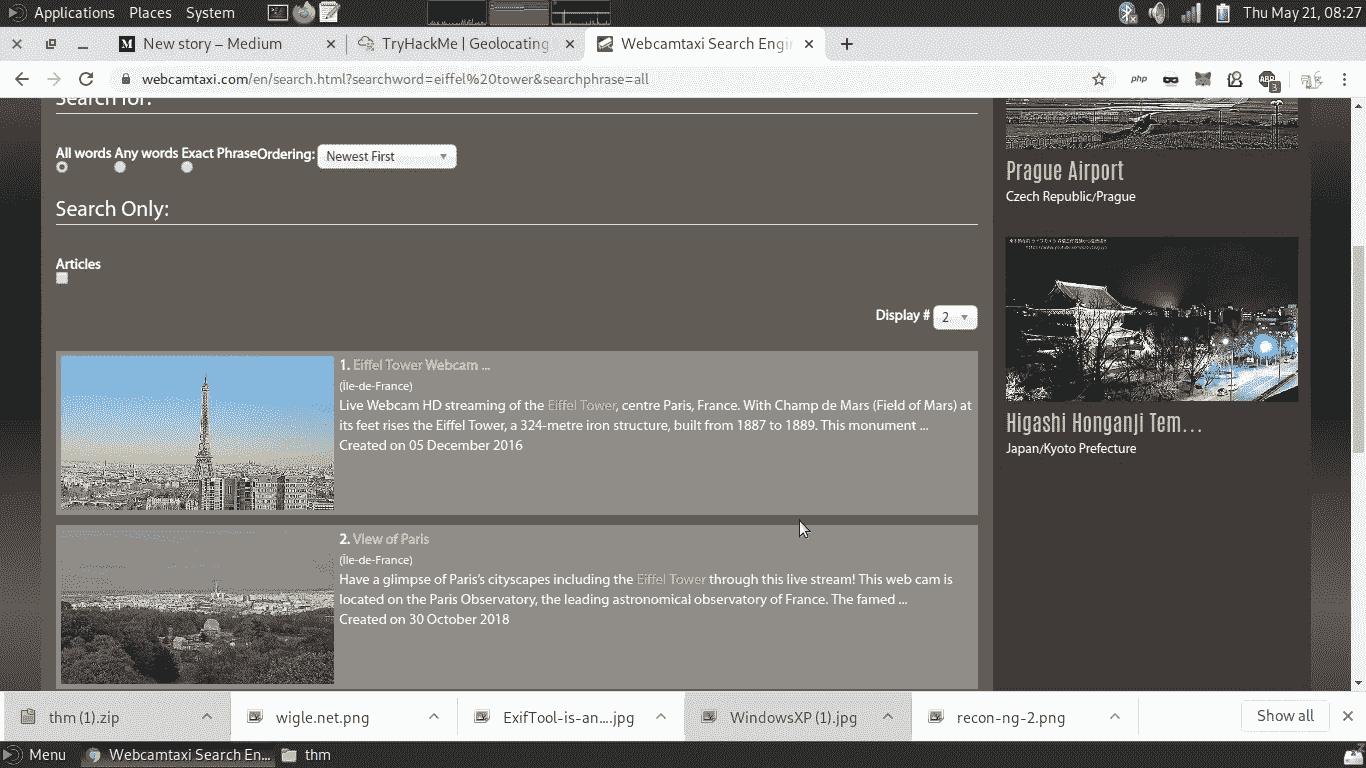 Applications Places System
Thu May 21, 08:27
New story – Medium
TryHackMe | Geolocating
Webcamtaxi Search Engi
webcamtaxi.com/en/search.html?searchword=eiffel%20tower&searchphrase=all
php
ABP
3
Search for:
All words Any words Exact PhraseOrdering: Newest First
Search Only:
Articles
Display # 2
1. Eiffel Tower Webcam ...
(Île-de-France)
Live Webcam HD streaming of the Eiffel Tower, centre Paris, France. With Champ de Mars (Field of Mars) at
its feet rises the Eiffel Tower, a 324-metre iron structure, built from 1887 to 1889. This monument ...
Created on 05 December 2016
2. View of Paris
(Île-de-France)
Have a glimpse of Paris's cityscapes including the Eiffel Tower through this live stream! This web cam is
located on the Paris Observatory, the leading astronomical observatory of France. The famed ...
Created on 30 October 2018
Prague Airport
Czech Republic/Prague
Higashi Honganji Tem...
Japan/Kyoto Prefecture
thm (1).zip
wigle.net.png
ExifTool-is-an....jpg
WindowsXP (1).jpg
recon-ng-2.png
Show all
Menu
Webcamtaxi Search En...
thm